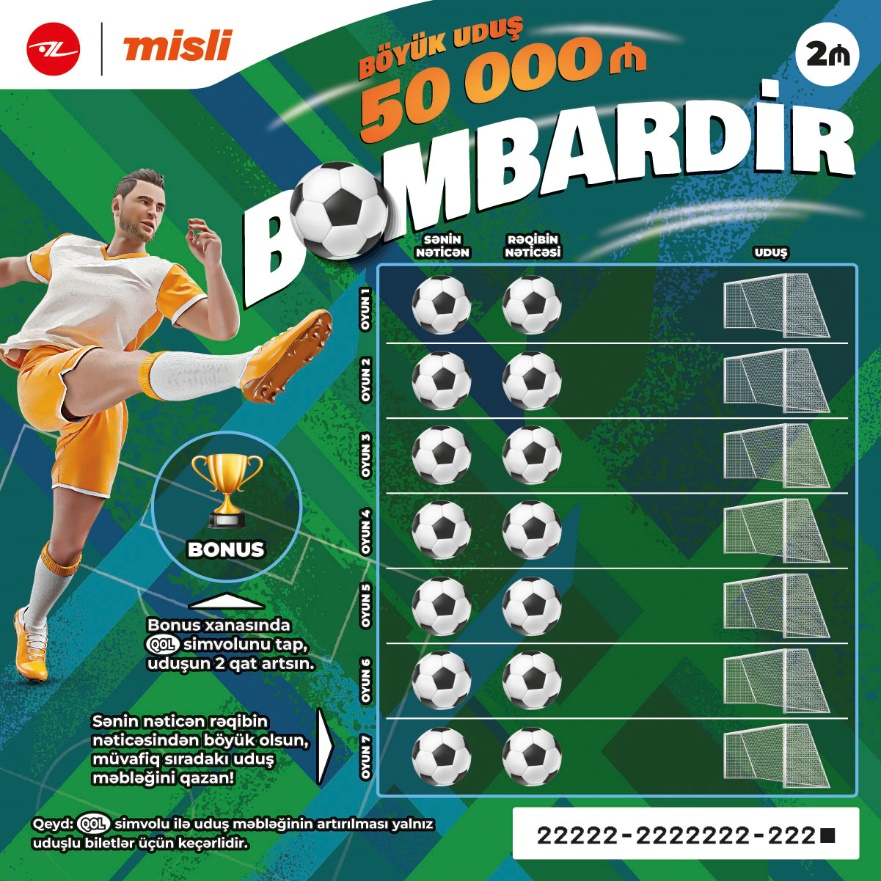 misli
BÖYÜK UDUŞ
50 000 ₼
2₼
BOMBARDİR
SƏNİN
NƏTİCƏN
RƏQİBİN
NƏTİCƏSİ
UDUŞ
OYUN 1
OYUN 2
OYUN 3
OYUN 4
OYUN 5
OYUN 6
OYUN 7
BONUS
Bonus xanasında
QOL simvolunu tap,
uduşun 2 qat artsın.
Sənin nəticən rəqibin
nəticəsindən böyük olsun,
müvafiq sıradakı uduş
məbləğini qazan!
Qeyd: QOL simvolu ilə uduş məbləğinin artırılması yalnız
uduşlu biletlər üçün keçərlidir.
22222-2222222-222■